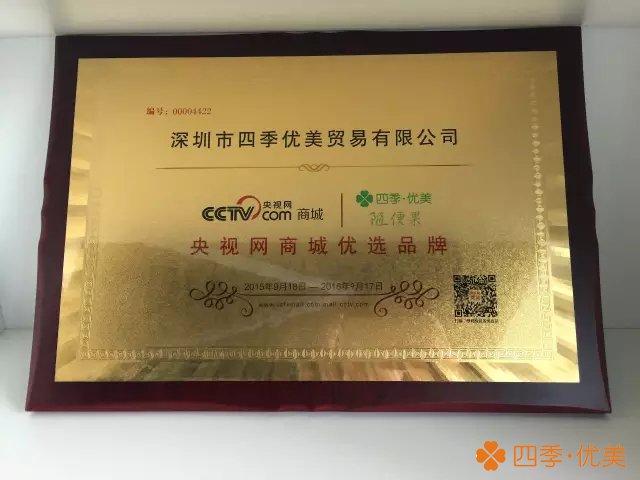 编号：00004422
深圳市四季优美贸易有限公司
CCTV.com 央视网 商城
四季·优美
随便果
央视网商城优选品牌
2015年9月18日 — 2016年9月17日
四季·优美